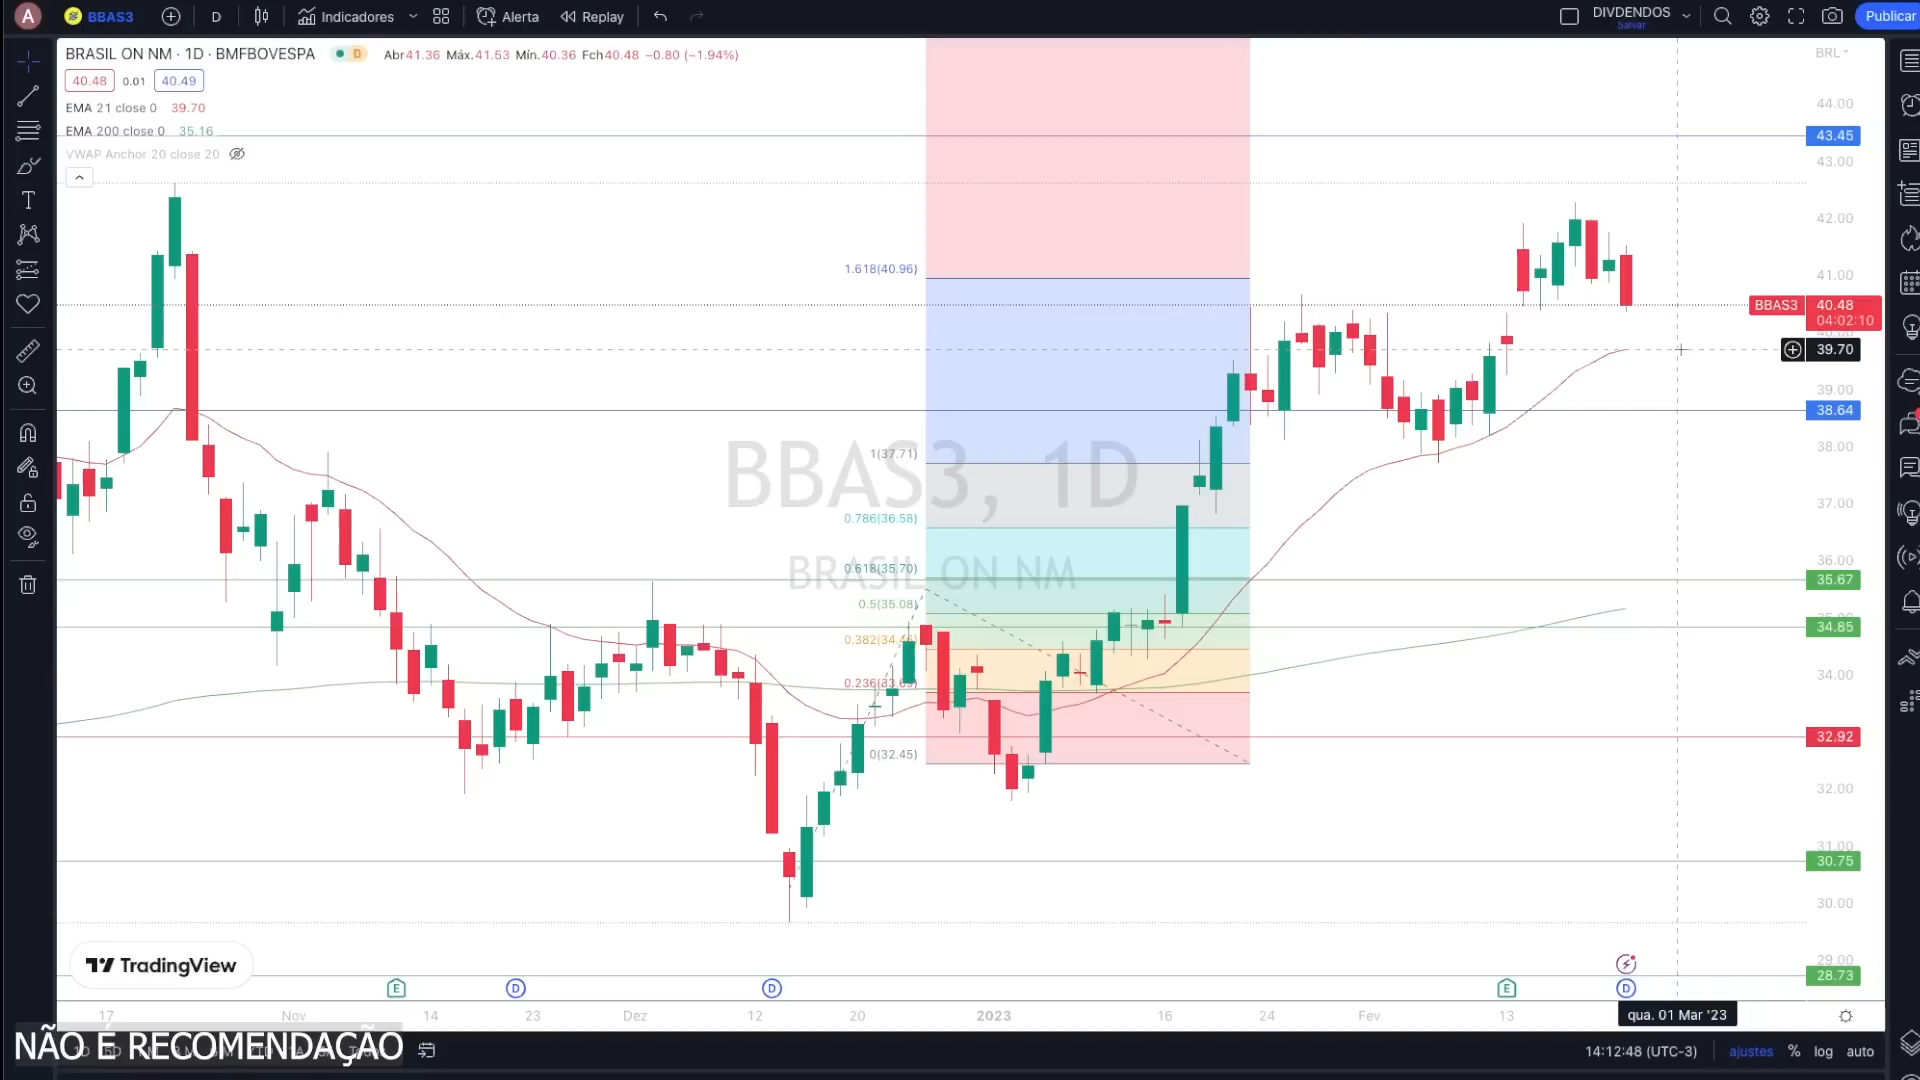 A BBAS3 D Indicadores Alerta Replay DIVDENDOS Salvar Publicar
BRASIL ON NM · 1D · BMFBOVESPA D Abr41.36 Máx.41.53 Mín.40.36 Fch40.48 −0.80 (−1.94%)
BRL
40.48 0.01 40.49
EMA 21 close 0 39.70
EMA 200 close 0 35.16
VWAP Anchor 20 close 20
44.00
43.45
43.00
42.00
41.00
BBAS3 40.48
04:02:10
39.70
39.00
38.64
38.00
37.00
36.00
35.67
34.85
34.00
32.92
32.00
31.00
30.75
30.00
29.00
28.73
1.618(40.96)
1(37.71)
0.786(36.58)
0.618(35.70)
0.5(35.08)
0(32.45)
BBAS3, 1D
BRASIL ON NM
TradingView
E D D E D
17 Nov 14 23 Dez 12 20 2023 16 24 Fev 13 qua. 01 Mar '23
NÃO É RECOMENDAÇÃO
14:12:48 (UTC-3) ajustes % log auto